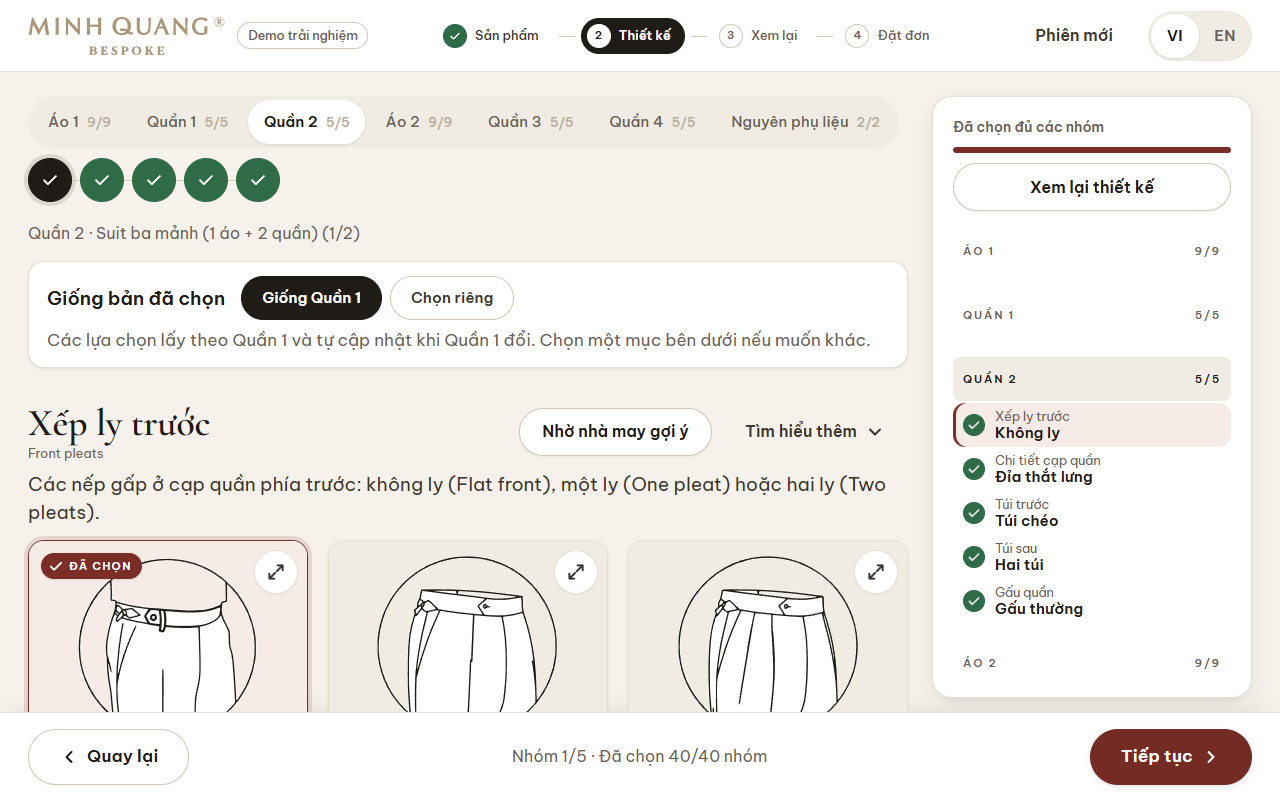 MINH QUANG®
BESPOKE
Demo trải nghiệm
Sản phẩm
2 Thiết kế
3 Xem lại
4 Đặt đơn
Phiên mới
VI
EN
Áo 1 9/9
Quần 1 5/5
Quần 2 5/5
Áo 2 9/9
Quần 3 5/5
Quần 4 5/5
Nguyên phụ liệu 2/2
Quần 2 · Suit ba mảnh (1 áo + 2 quần) (1/2)
Giống bản đã chọn
Giống Quần 1
Chọn riêng
Các lựa chọn lấy theo Quần 1 và tự cập nhật khi Quần 1 đổi. Chọn một mục bên dưới nếu muốn khác.
Xếp ly trước
Front pleats
Nhờ nhà may gợi ý
Tìm hiểu thêm
Các nếp gấp ở cạp quần phía trước: không ly (Flat front), một ly (One pleat) hoặc hai ly (Two
pleats).
ĐÃ CHỌN
Đã chọn đủ các nhóm
Xem lại thiết kế
ÁO 1 9/9
QUẦN 1 5/5
QUẦN 2 5/5
Xếp ly trước
Không ly
Chi tiết cạp quần
Đỉa thắt lưng
Túi trước
Túi chéo
Túi sau
Hai túi
Gấu quần
Gấu thường
ÁO 2 9/9
Quay lại
Nhóm 1/5 · Đã chọn 40/40 nhóm
Tiếp tục